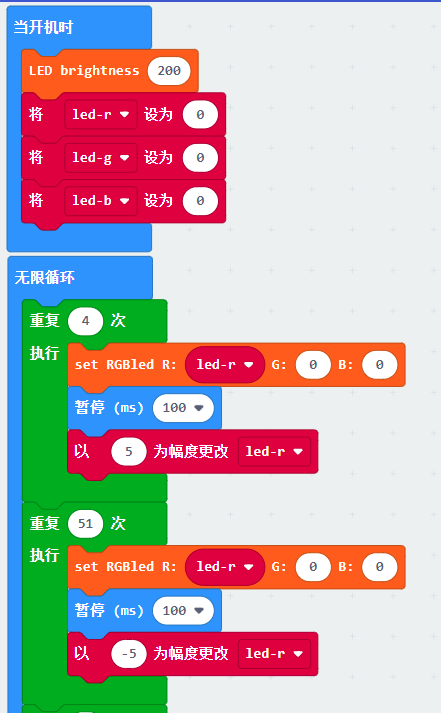 当开机时
LED brightness 200
将 led-r 设为 0
将 led-g 设为 0
将 led-b 设为 0
无限循环
重复 4 次
执行
set RGBled R: led-r G: 0 B: 0
暂停 (ms) 100
以 5 为幅度更改 led-r
重复 51 次
执行
set RGBled R: led-r G: 0 B: 0
暂停 (ms) 100
以 -5 为幅度更改 led-r